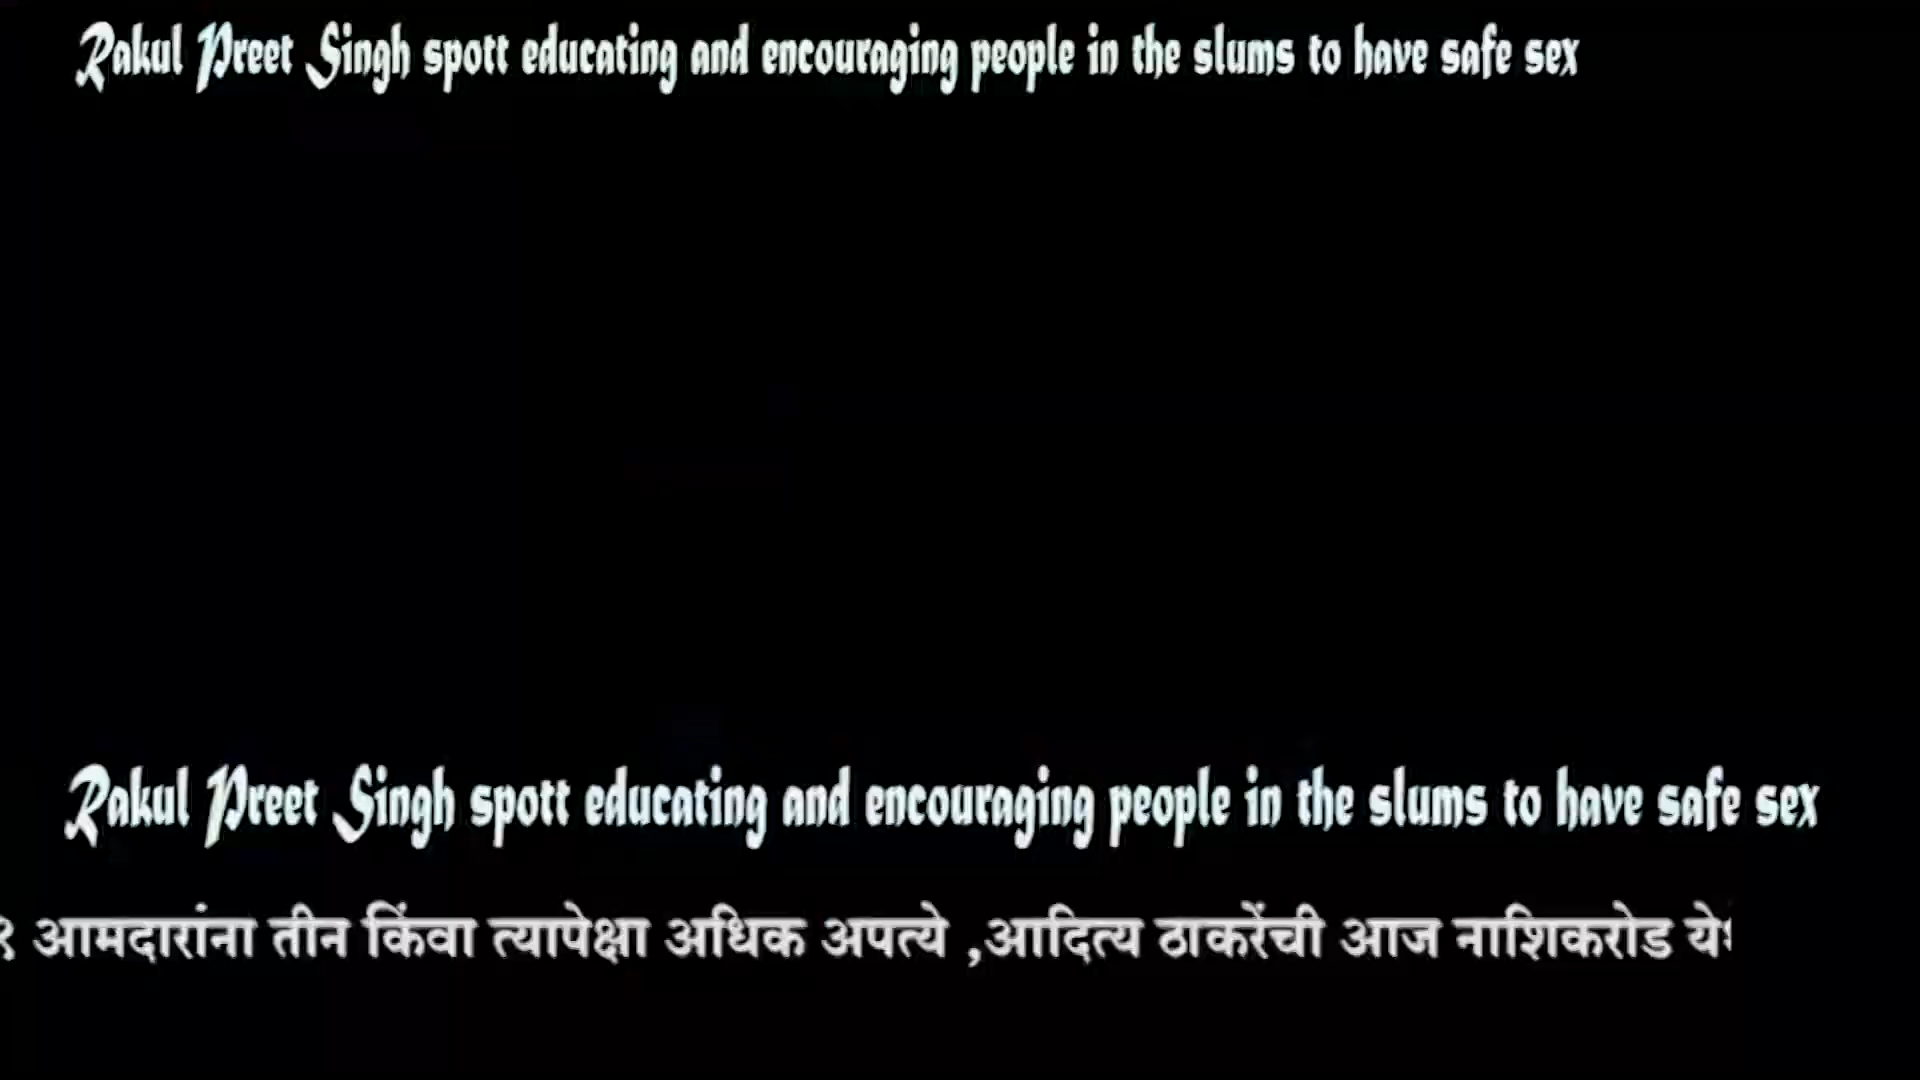 Rakul Preet Singh spott educating and encouraging people in the slums to have safe sex
Rakul Preet Singh spott educating and encouraging people in the slums to have safe sex
आमदारांना तीन किंवा त्यापेक्षा अधिक अपत्ये ,आदित्य ठाकरेंची आज नाशिकरोड